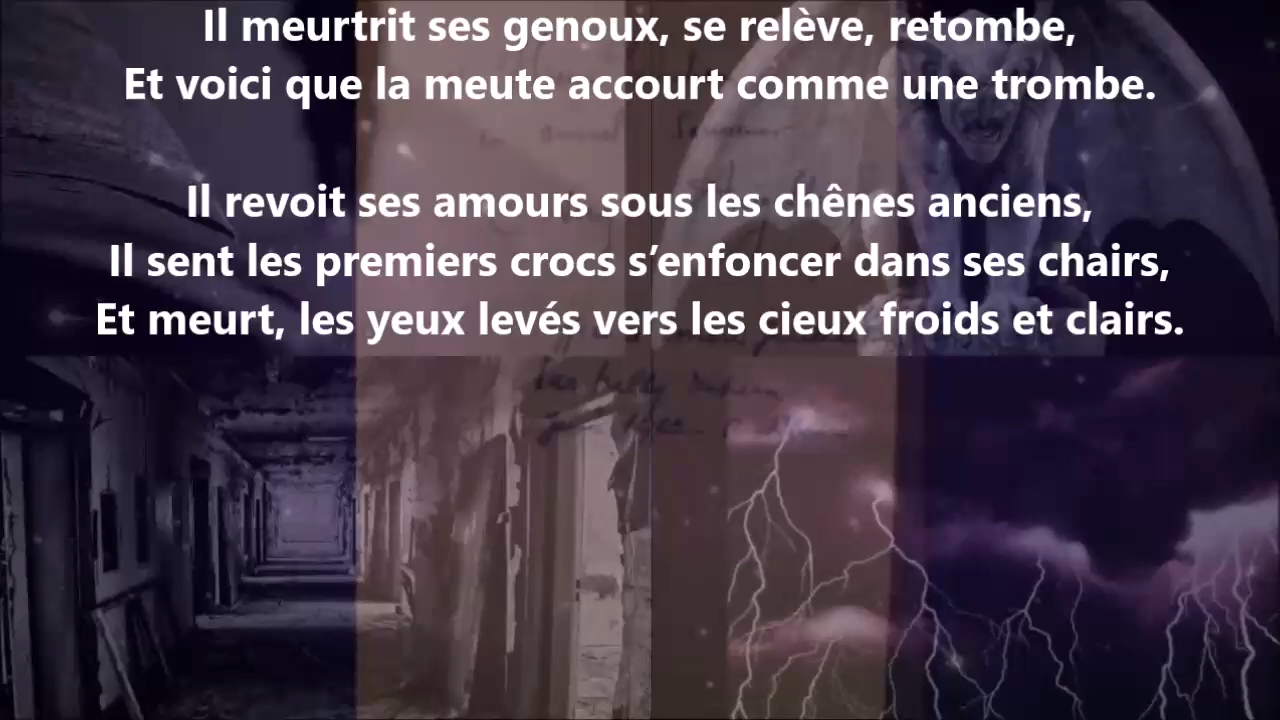 Il meurtrit ses genoux, se relève, retombe,
Et voici que la meute accourt comme une trombe.
Il revoit ses amours sous les chênes anciens,
Il sent les premiers crocs s’enfoncer dans ses chairs,
Et meurt, les yeux levés vers les cieux froids et clairs.